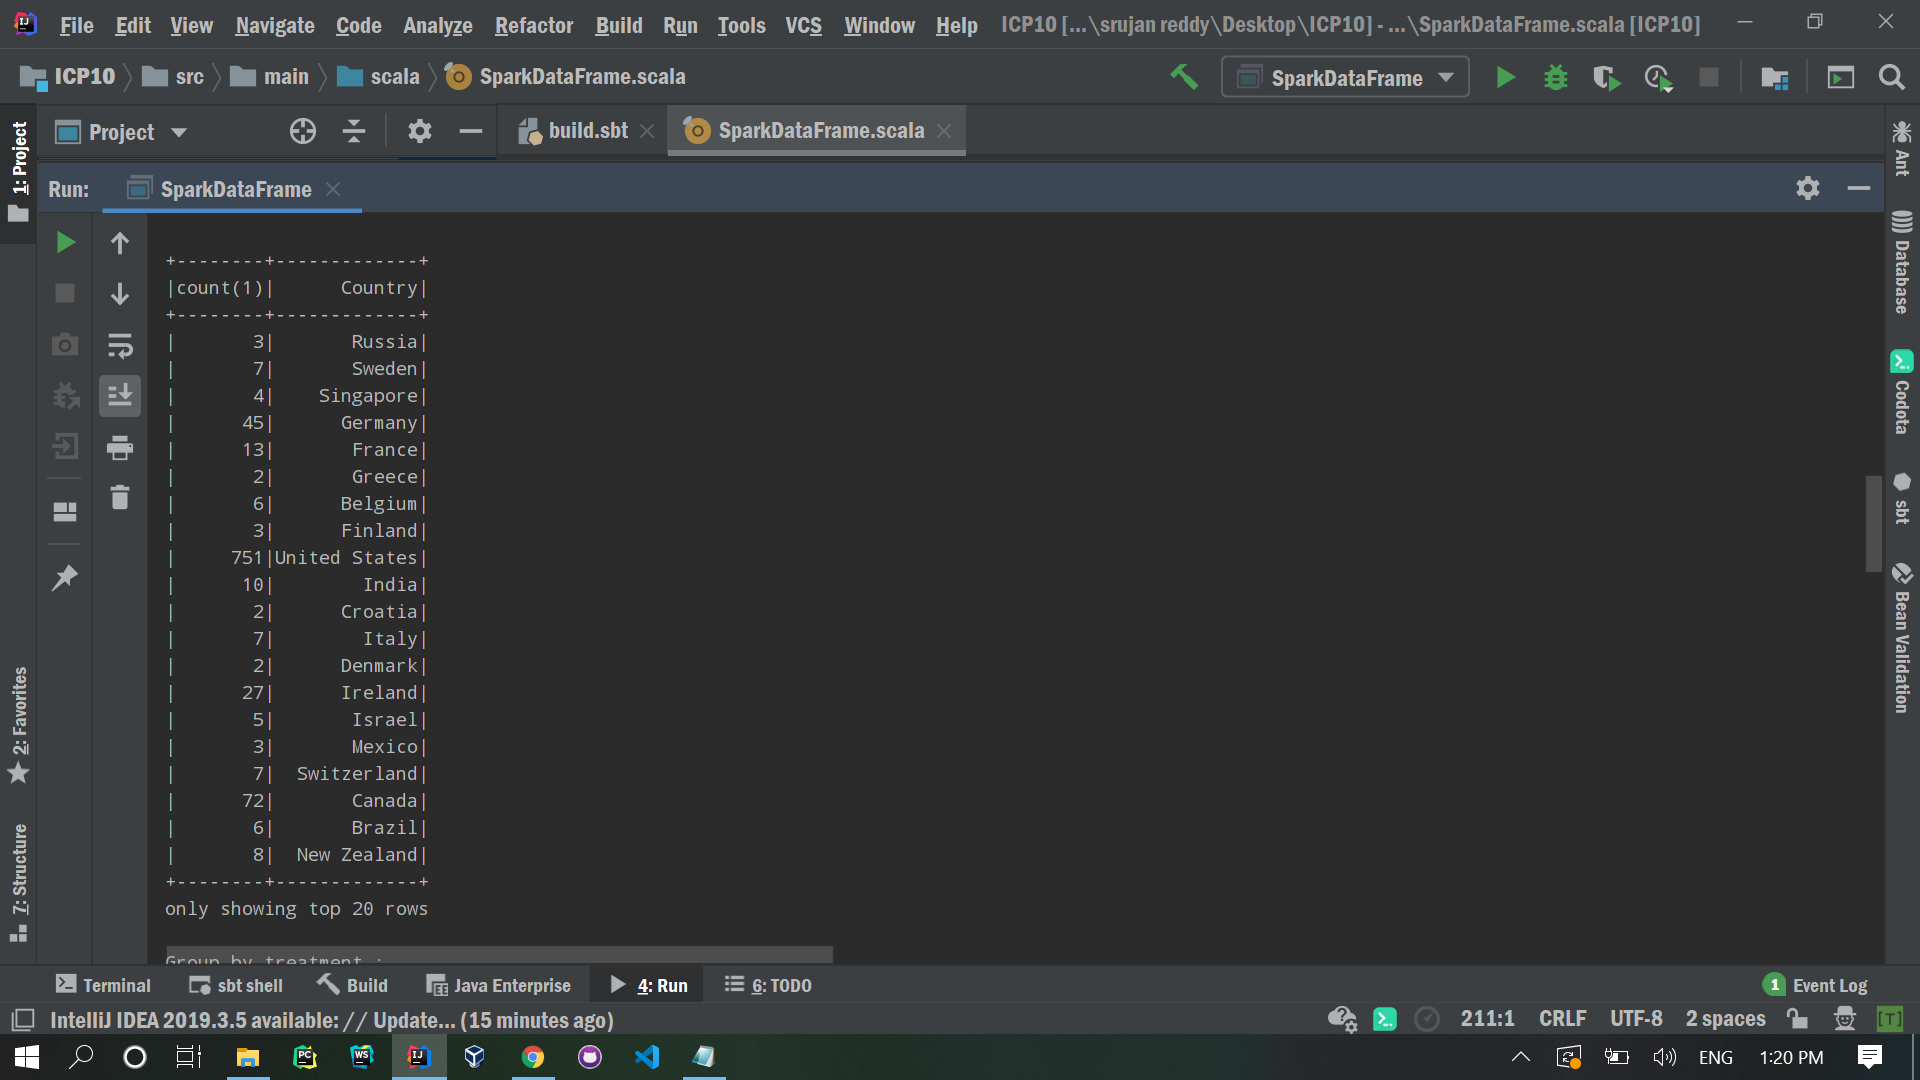 File Edit View Navigate Code Analyze Refactor Build Run Tools VCS Window Help ICP10 [...\srujan reddy\Desktop\ICP10] - ...\SparkDataFrame.scala [ICP10]
ICP10 src main scala SparkDataFrame.scala SparkDataFrame
Project build.sbt SparkDataFrame.scala
Run: SparkDataFrame
+--------+-------------+
|count(1)|      Country|
+--------+-------------+
|       3|       Russia|
|       7|       Sweden|
|       4|    Singapore|
|      45|      Germany|
|      13|       France|
|       2|       Greece|
|       6|      Belgium|
|       3|      Finland|
|     751|United States|
|      10|        India|
|       2|      Croatia|
|       7|        Italy|
|       2|      Denmark|
|      27|      Ireland|
|       5|       Israel|
|       3|       Mexico|
|       7|  Switzerland|
|      72|       Canada|
|       6|       Brazil|
|       8|  New Zealand|
+--------+-------------+
only showing top 20 rows
Group by treatment :
1: Project
2: Favorites
7: Structure
Ant
Database
Codota
sbt
Bean Validation
Terminal sbt shell Build Java Enterprise 4: Run 6: TODO 1 Event Log
IntelliJ IDEA 2019.3.5 available: // Update... (15 minutes ago) 211:1 CRLF UTF-8 2 spaces [T]
ENG 1:20 PM